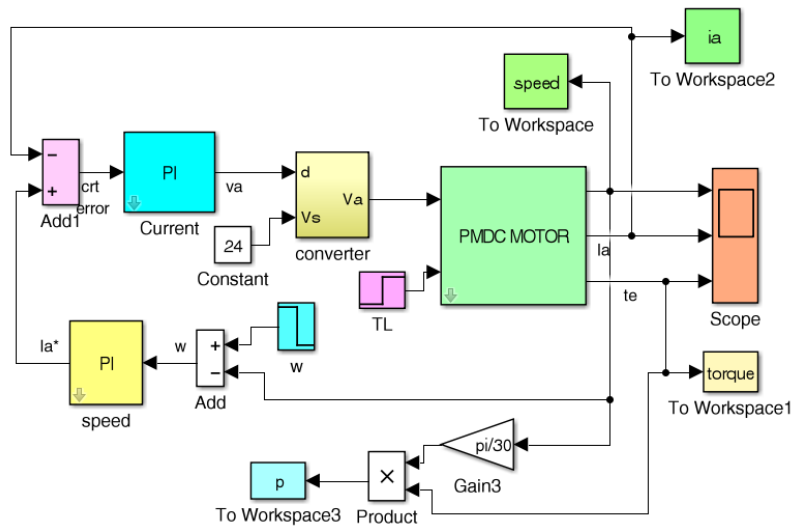 ia
To Workspace2
speed
To Workspace
−
+
Add1
crt
error
PI
Current
va
d
Vs
Va
converter
24
Constant
PMDC MOTOR
Ia
te
TL
Scope
Ia*
PI
speed
w
+
−
Add
w
torque
To Workspace1
pi/30
Gain3
×
Product
p
To Workspace3